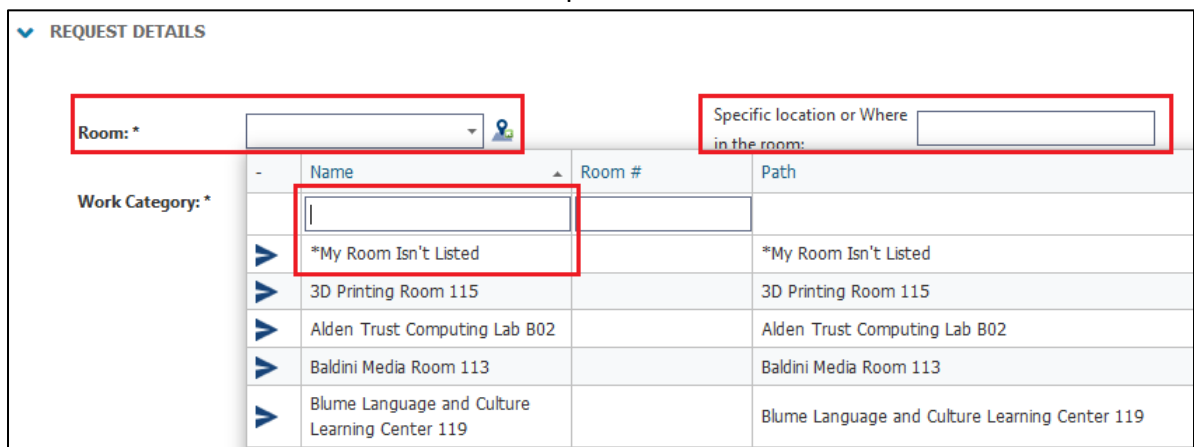 REQUEST DETAILS
Room: *
Specific location or Where
in the room:
Work Category: *
- Name Room # Path
*My Room Isn't Listed *My Room Isn't Listed
3D Printing Room 115 3D Printing Room 115
Alden Trust Computing Lab B02 Alden Trust Computing Lab B02
Baldini Media Room 113 Baldini Media Room 113
Blume Language and Culture
Learning Center 119
Blume Language and Culture Learning Center 119